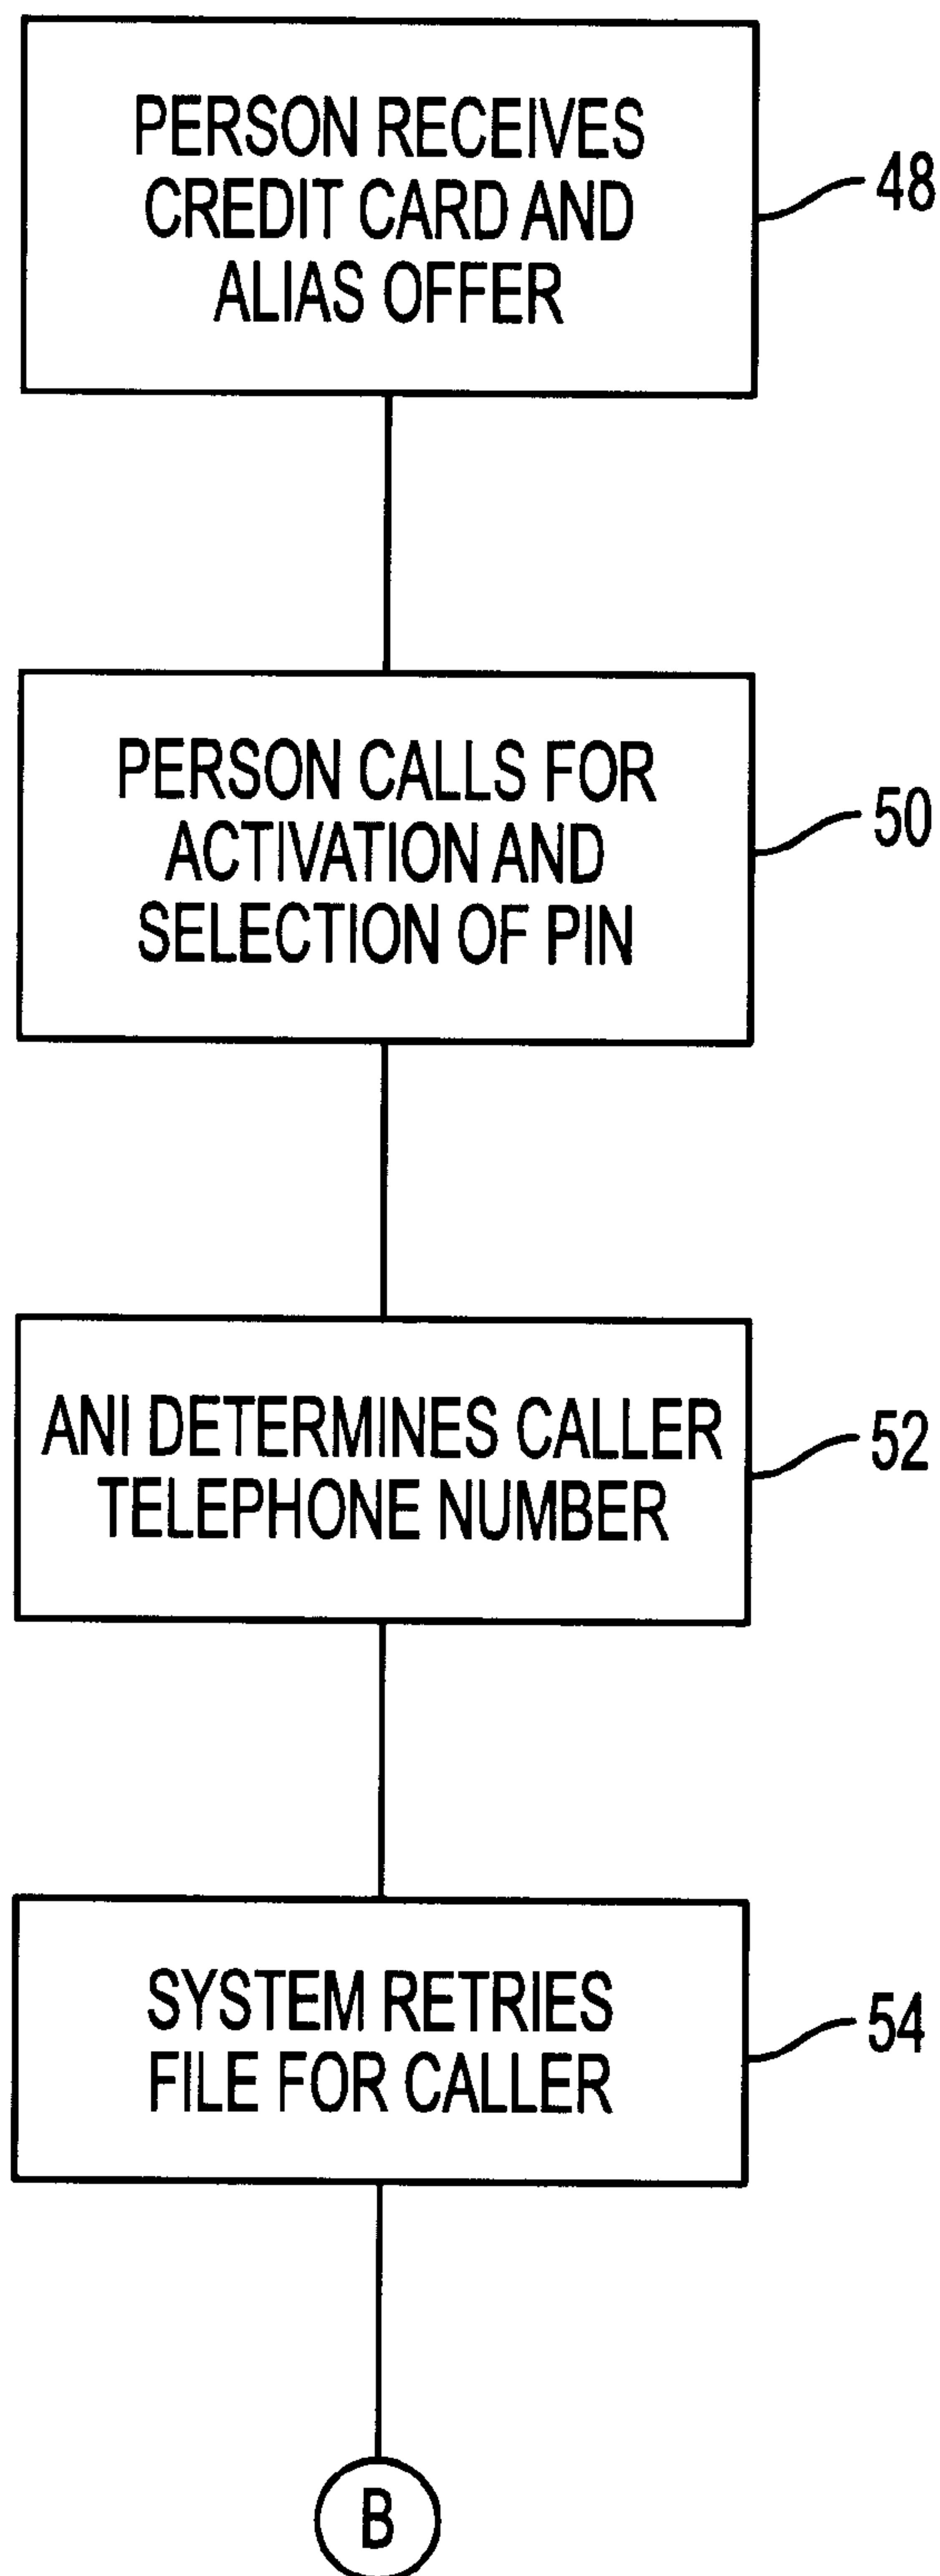 PERSON RECEIVES
CREDIT CARD AND
ALIAS OFFER
48
PERSON CALLS FOR
ACTIVATION AND
SELECTION OF PIN
50
ANI DETERMINES CALLER
TELEPHONE NUMBER
52
SYSTEM RETRIES
FILE FOR CALLER
54
B